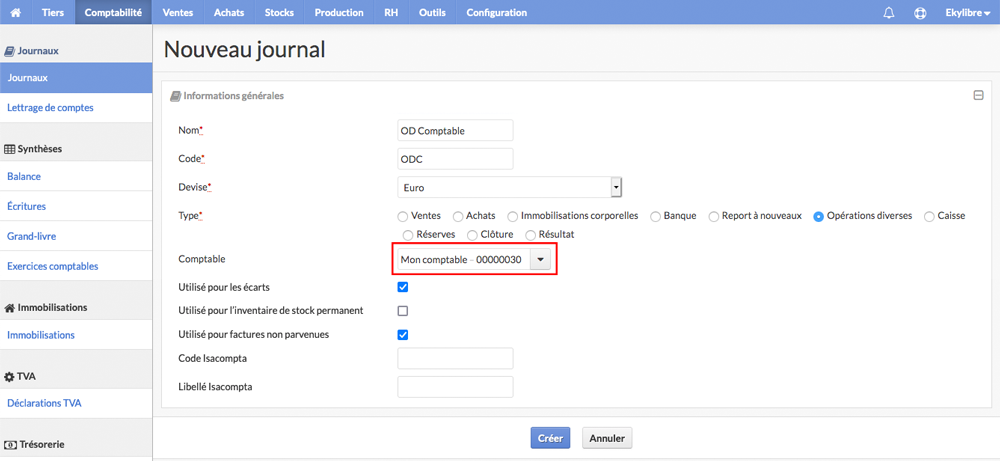 Tiers Comptabilité Ventes Achats Stocks Production RH Outils Configuration Ekylibre
Journaux
Journaux
Lettrage de comptes
Synthèses
Balance
Écritures
Grand-livre
Exercices comptables
Immobilisations
Immobilisations
TVA
Déclarations TVA
Trésorerie
Nouveau journal
Informations générales
Nom* OD Comptable
Code* ODC
Devise* Euro
Type* Ventes Achats Immobilisations corporelles Banque Report à nouveaux Opérations diverses Caisse
Réserves Clôture Résultat
Comptable Mon comptable - 00000030
Utilisé pour les écarts
Utilisé pour l'inventaire de stock permanent
Utilisé pour factures non parvenues
Code Isacompta
Libellé Isacompta
Créer Annuler